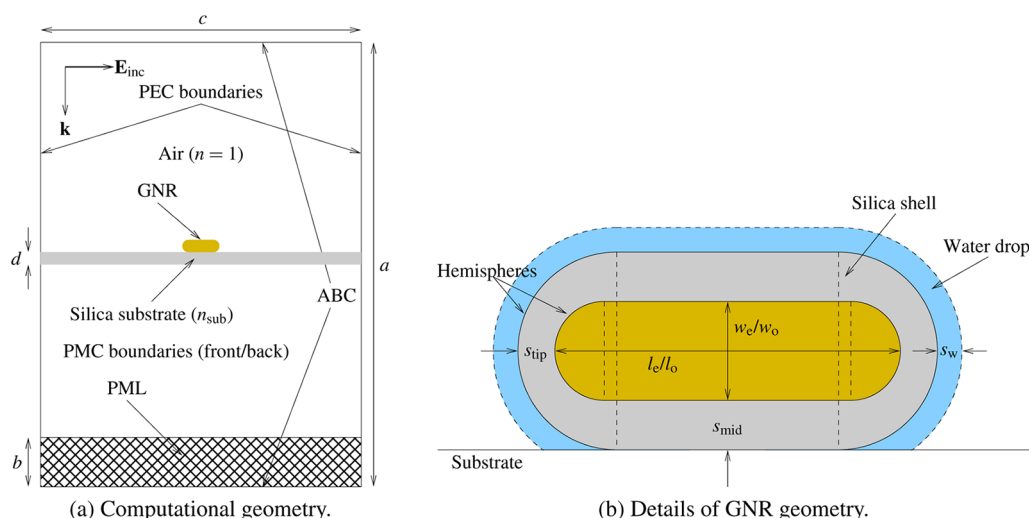 c
E_inc
PEC boundaries
k
Air (n = 1)
GNR
d
a
ABC
Silica substrate (n_sub)
PMC boundaries (front/back)
PML
b
(a) Computational geometry.
Silica shell
Water drop
Hemispheres
w_e/w_o
s_tip
l_e/l_o
s_w
s_mid
Substrate
(b) Details of GNR geometry.